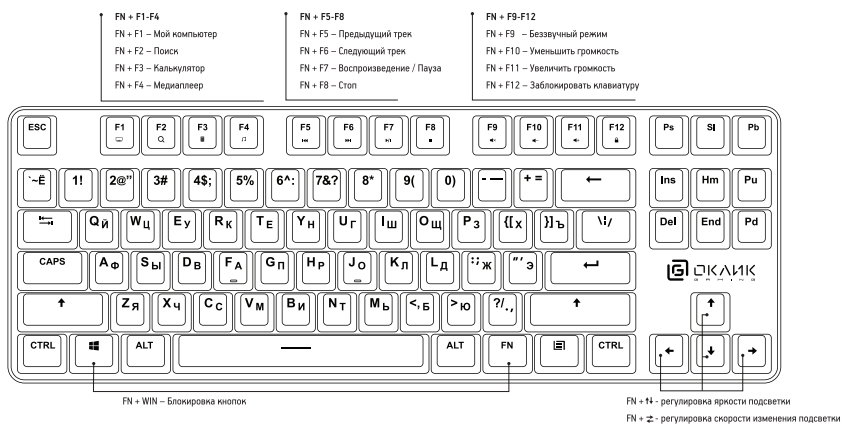 FN + F1-F4
FN + F1 – Мой компьютер
FN + F2 – Поиск
FN + F3 – Калькулятор
FN + F4 – Медиаплеер
FN + F5-F8
FN + F5 – Предыдущий трек
FN + F6 – Следующий трек
FN + F7 – Воспроизведение / Пауза
FN + F8 – Стоп
FN + F9-F12
FN + F9 – Беззвучный режим
FN + F10 – Уменьшить громкость
FN + F11 – Увеличить громкость
FN + F12 – Заблокировать клавиатуру
ESC F1 F2 F3 F4 F5 F6 F7 F8 F9 F10 F11 F12 Ps Sl Pb
`~Ё 1! 2@" 3# 4$; 5% 6^: 7&? 8* 9( 0) - — + = ← Ins Hm Pu
QЙ WЦ EУ RК TЕ YН UГ IШ OЩ PЗ {[Х }]Ъ \¦/ Del End Pd
CAPS AФ SЫ DВ FА GП HР JО KЛ LД :;Ж "'Э ОКЛИК
GAMING
↑ ZЯ XЧ CС VМ BИ NТ MЬ <,Б >Ю ?/., ↑ ↑
CTRL ALT ALT FN CTRL ← ↓ →
FN + WIN – Блокировка кнопок
FN + ↑↓ - регулировка яркости подсветки
FN + ⇄ - регулировка скорости изменения подсветки